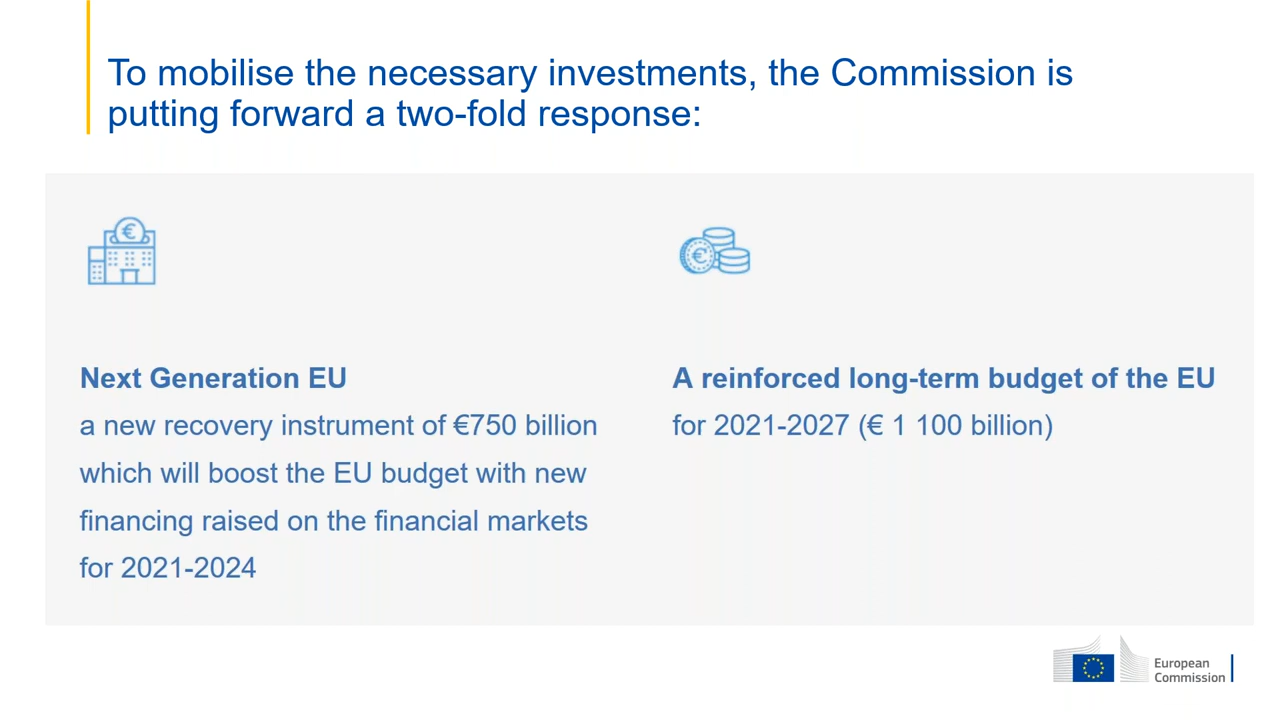 To mobilise the necessary investments, the Commission is
putting forward a two-fold response:
€
€
Next Generation EU
a new recovery instrument of €750 billion
which will boost the EU budget with new
financing raised on the financial markets
for 2021-2024
A reinforced long-term budget of the EU
for 2021-2027 (€ 1 100 billion)
European
Commission